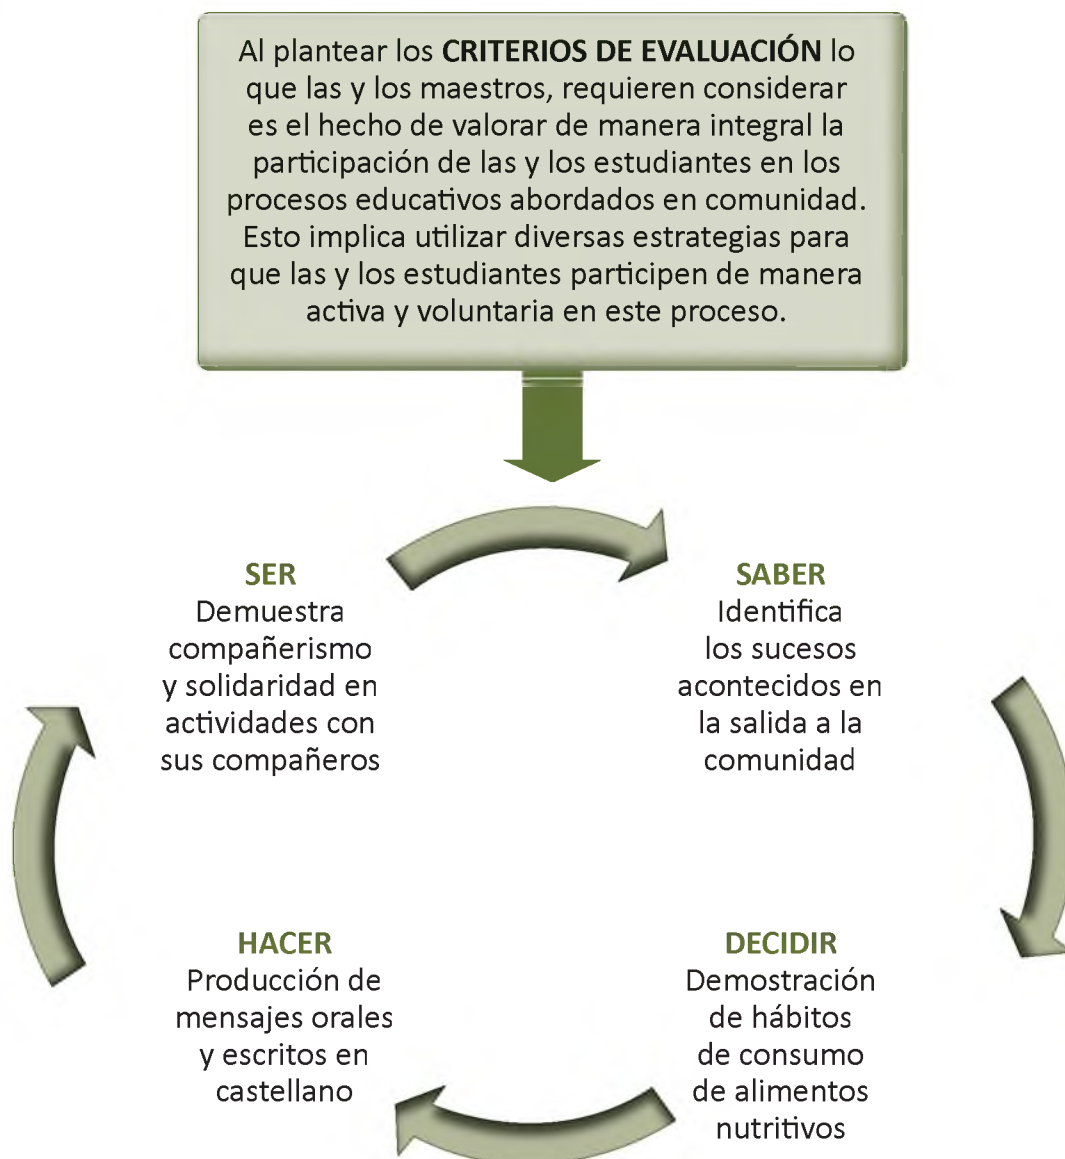 Al plantear los CRITERIOS DE EVALUACIÓN lo
que las y los maestros, requieren considerar
es el hecho de valorar de manera integral la
participación de las y los estudiantes en los
procesos educativos abordados en comunidad.
Esto implica utilizar diversas estrategias para
que las y los estudiantes participen de manera
activa y voluntaria en este proceso.
SER
Demuestra
compañerismo
y solidaridad en
actividades con
sus compañeros
SABER
Identifica
los sucesos
acontecidos en
la salida a la
comunidad
HACER
Producción de
mensajes orales
y escritos en
castellano
DECIDIR
Demostración
de hábitos
de consumo
de alimentos
nutritivos